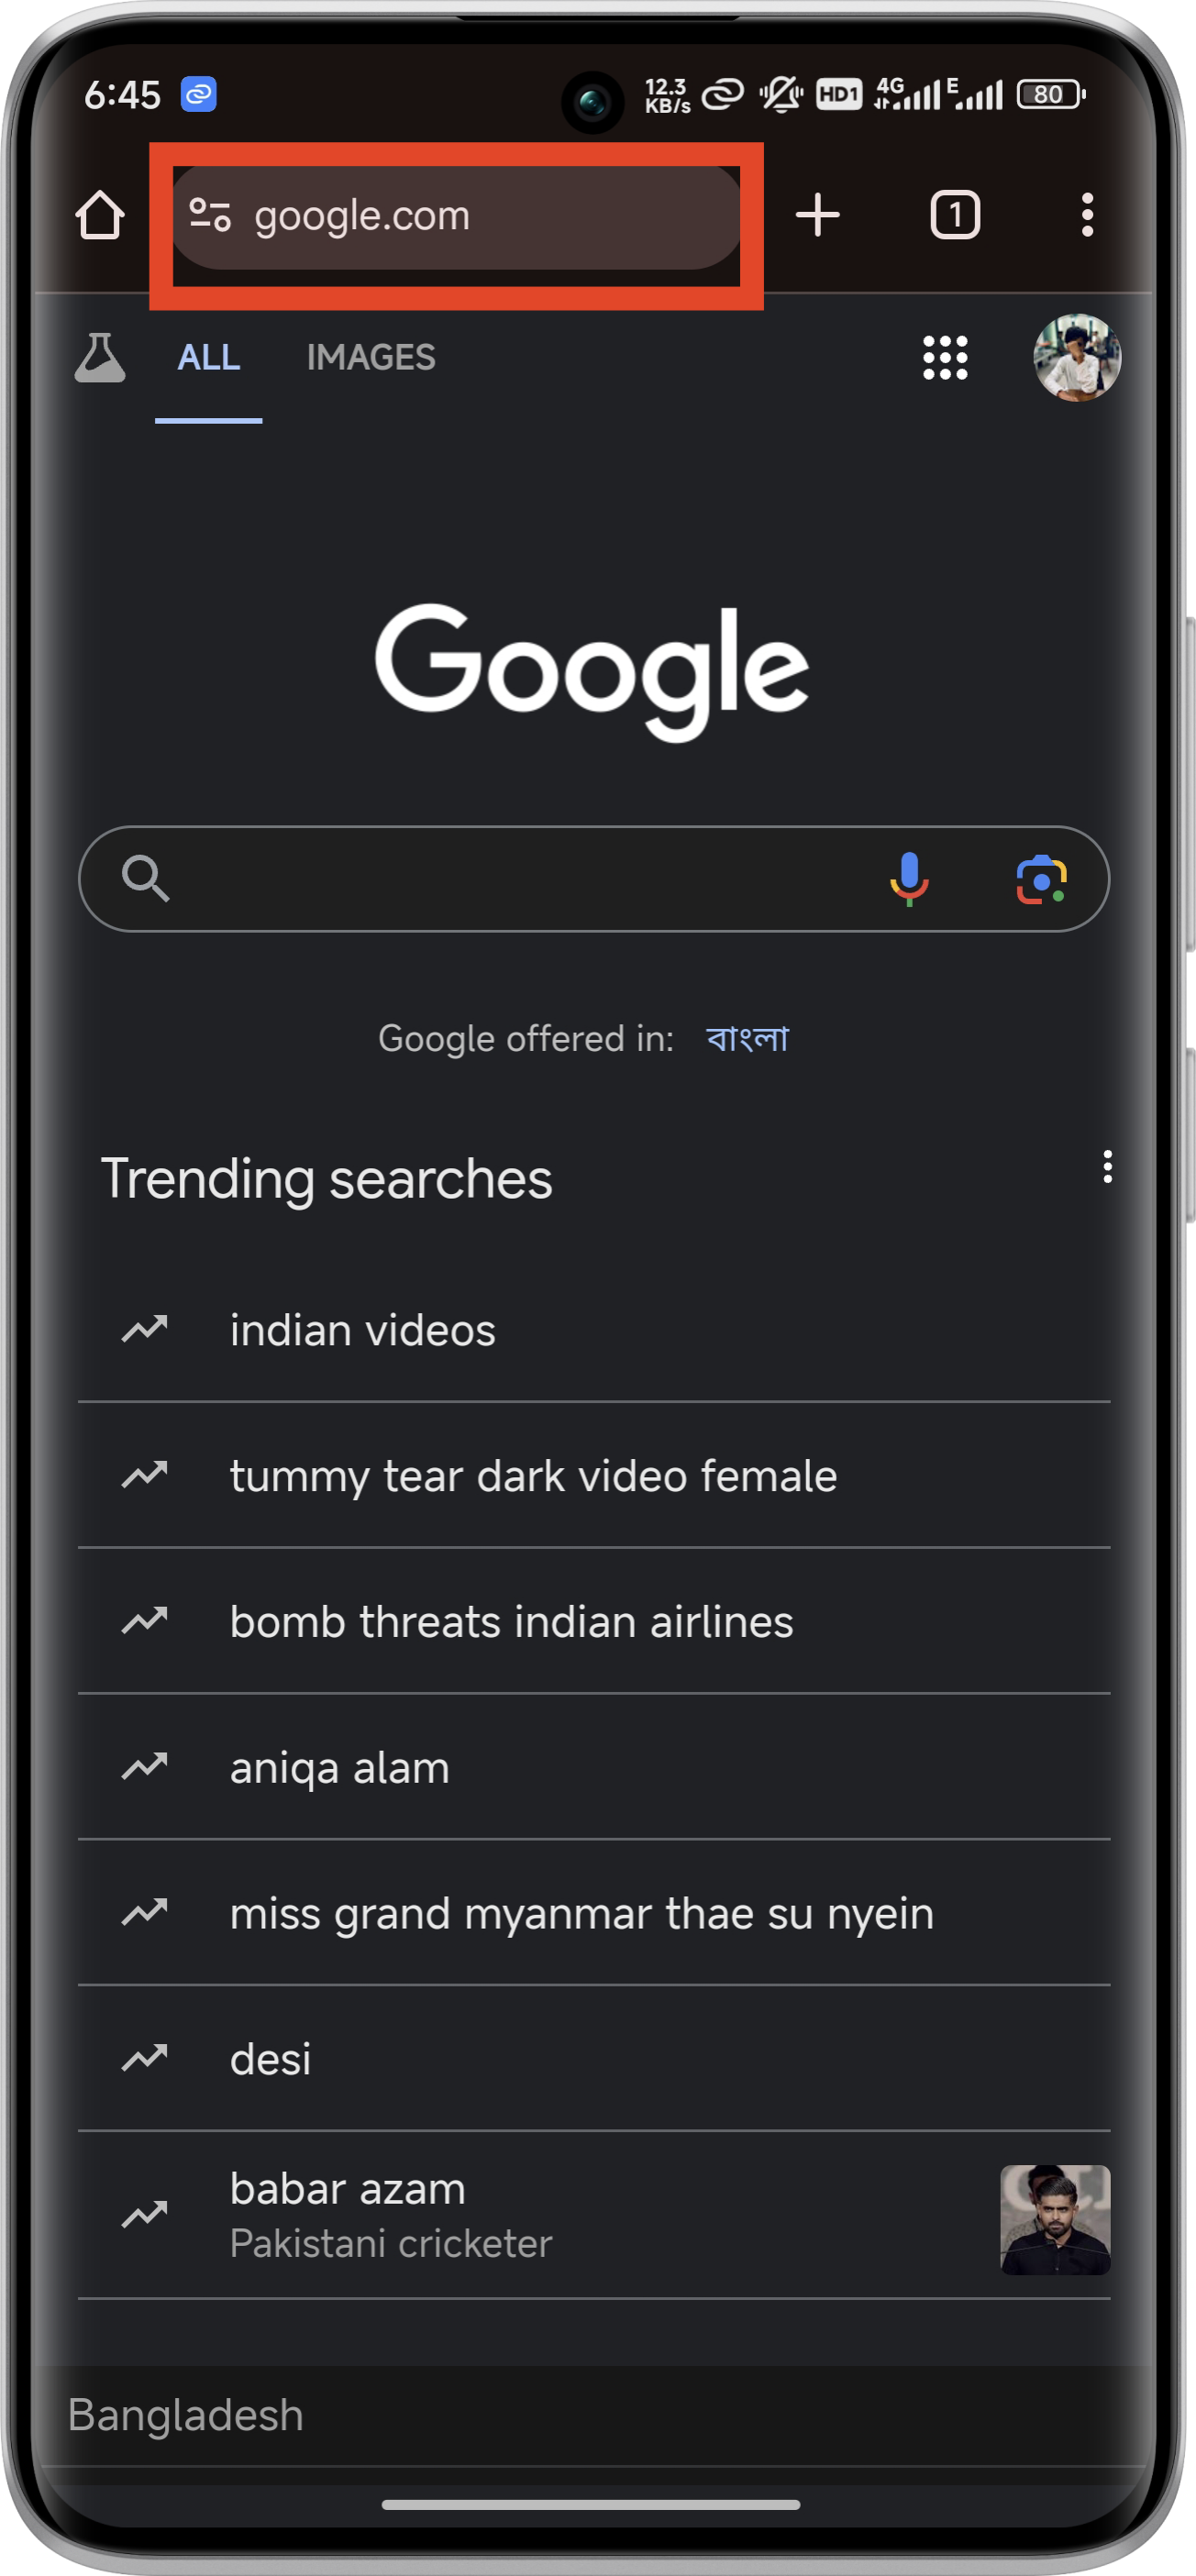 6:45
12.3
KB/s
HD1
4G
E
80
google.com
1
ALL
IMAGES
Google
Google offered in: বাংলা
Trending searches
indian videos
tummy tear dark video female
bomb threats indian airlines
aniqa alam
miss grand myanmar thae su nyein
desi
babar azam
Pakistani cricketer
Bangladesh